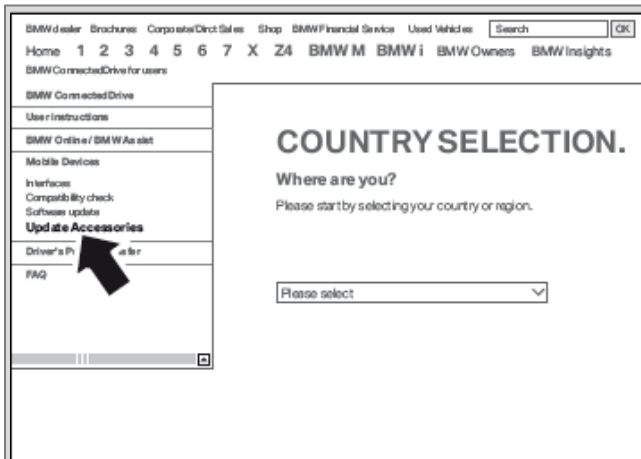 BMW dealer Brochures Corporate/Dirct Sales Shop BMW Financial Service Used Vehicles Search OK
Home 1 2 3 4 5 6 7 X Z4 BMW M BMW i BMW Owners BMW Insights
BMW ConnectedDrive for users
BMW ConnectedDrive
User instructions
BMW Online / BMW Assist
Mobile Devices
Interfaces
Compatibility check
Software update
Update Accessories
Driver's
FAQ
COUNTRY SELECTION.
Where are you?
Please start by selecting your country or region.
Please select